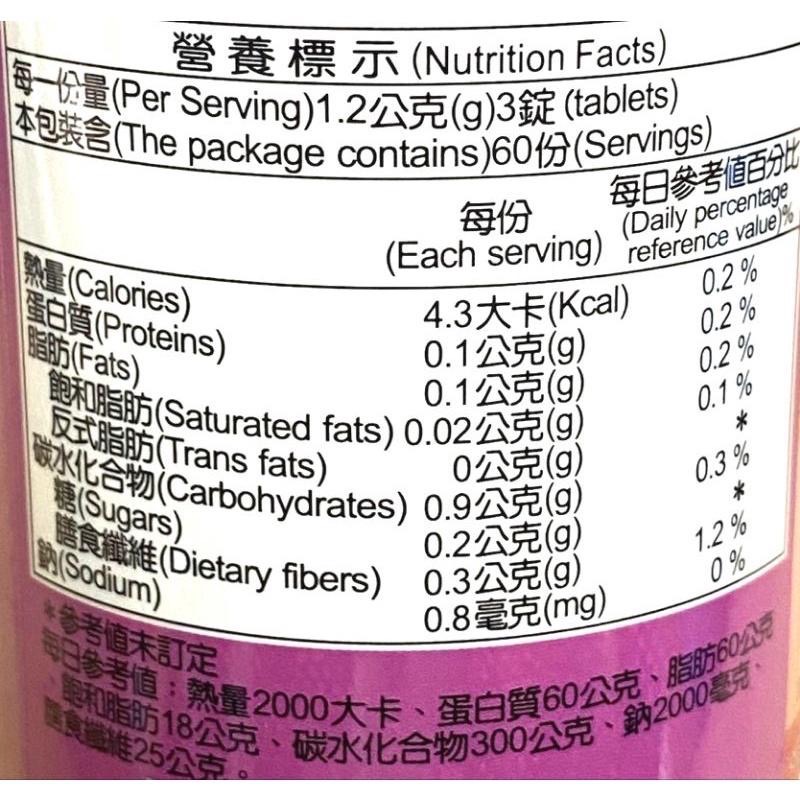 營養標示(Nutrition Facts)
每一份量(Per Serving)1.2公克(g)3錠(tablets)
本包裝含(The package contains)60份(Servings)
每份 每日參考值百分比
(Each serving) (Daily percentage reference value)%
熱量(Calories) 4.3大卡(Kcal) 0.2%
蛋白質(Proteins) 0.1公克(g) 0.2%
脂肪(Fats) 0.1公克(g) 0.2%
飽和脂肪(Saturated fats) 0.02公克(g) 0.1%
反式脂肪(Trans fats) 0公克(g) *
碳水化合物(Carbohydrates) 0.9公克(g) 0.3%
糖(Sugars) 0.2公克(g) *
膳食纖維(Dietary fibers) 0.3公克(g) 1.2%
鈉(Sodium) 0.8毫克(mg) 0%
*參考值未訂定
每日參考值：熱量2000大卡、蛋白質60公克、脂肪60公克
、飽和脂肪18公克、碳水化合物300公克、鈉2000毫克、
膳食纖維25公克。